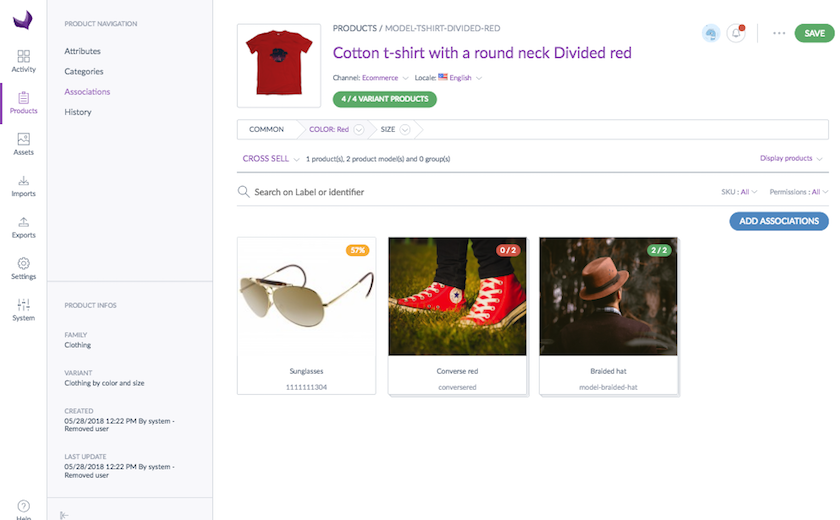 Activity
Products
Assets
Imports
Exports
Settings
System
Help
PRODUCT NAVIGATION
Attributes
Categories
Associations
History
PRODUCT INFOS
FAMILY
Clothing
VARIANT
Clothing by color and size
CREATED
05/28/2018 12:22 PM By system -
Removed user
LAST UPDATE
05/28/2018 12:22 PM By system -
Removed user
PRODUCTS / MODEL-TSHIRT-DIVIDED-RED
SAVE
Cotton t-shirt with a round neck Divided red
Channel: Ecommerce Locale: English
4 / 4 VARIANT PRODUCTS
COMMON COLOR: Red SIZE
CROSS SELL 1 product(s), 2 product model(s) and 0 group(s) Display products
Search on Label or identifier SKU : All Permissions : All
ADD ASSOCIATIONS
57% 0 / 2 2 / 2
Sunglasses Converse red Braided hat
1111111304 conversered model-braided-hat